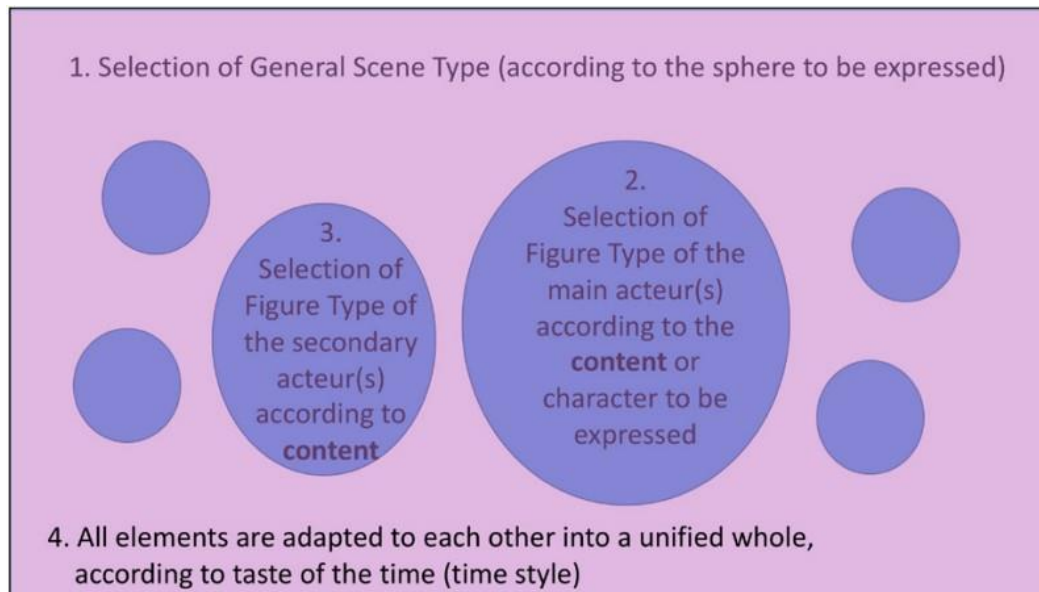 1. Selection of General Scene Type (according to the sphere to be expressed)
3.
Selection of
Figure Type of
the secondary
acteur(s)
according to
content
2.
Selection of
Figure Type of the
main acteur(s)
according to the
content or
character to be
expressed
4. All elements are adapted to each other into a unified whole,
according to taste of the time (time style)